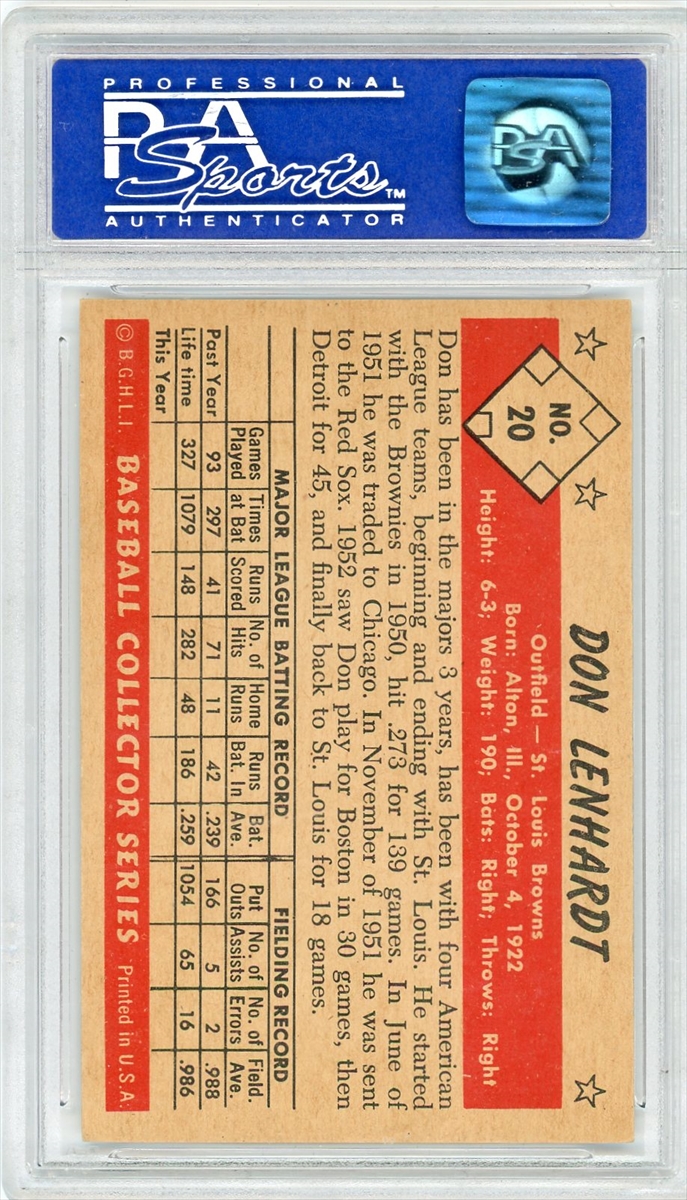 PROFESSIONAL
PSA
Sports™
AUTHENTICATOR
PSA
NO.
20
DON LENHARDT
Outfield — St. Louis Browns
Born: Alton, Ill., October 4, 1922
Height: 6-3; Weight: 190; Bats: Right; Throws: Right
Don has been in the majors 3 years, has been with four American
League teams, beginning and ending with St. Louis. He started
with the Brownies in 1950, hit .273 for 139 games. In June of
1951 he was traded to Chicago. In November of 1951 he was sent
to the Red Sox. 1952 saw Don play for Boston in 30 games, then
Detroit for 45, and finally back to St. Louis for 18 games.
MAJOR LEAGUE BATTING RECORD FIELDING RECORD
Games Played Times at Bat Runs Scored No. of Hits Home Runs Runs Bat. In Bat. Ave. Put Outs No. of Assists No. of Errors Field. Ave.
Past Year 93 297 41 71 11 42 .239 166 5 2 .988
Life time 327 1079 148 282 48 186 .259 1054 65 16 .986
This Year
© B.G.H.L.I. BASEBALL COLLECTOR SERIES Printed in U.S.A.